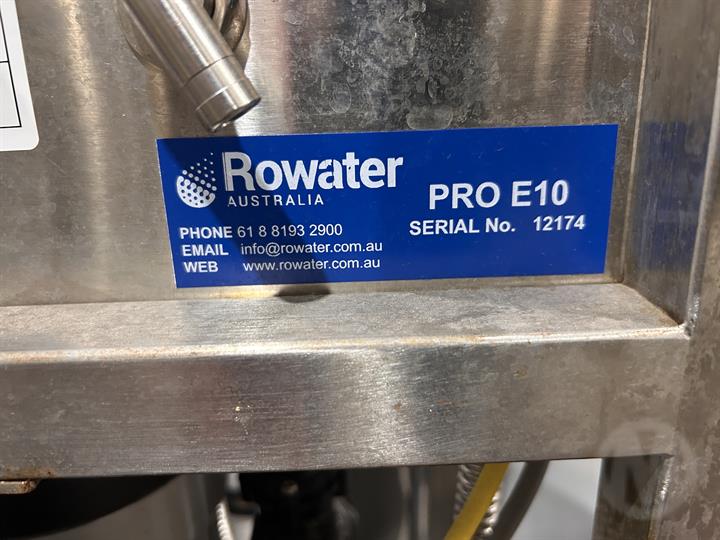 Rowater
AUSTRALIA
PHONE 61 8 8193 2900
EMAIL info@rowater.com.au
WEB www.rowater.com.au
PRO E10
SERIAL No. 12174